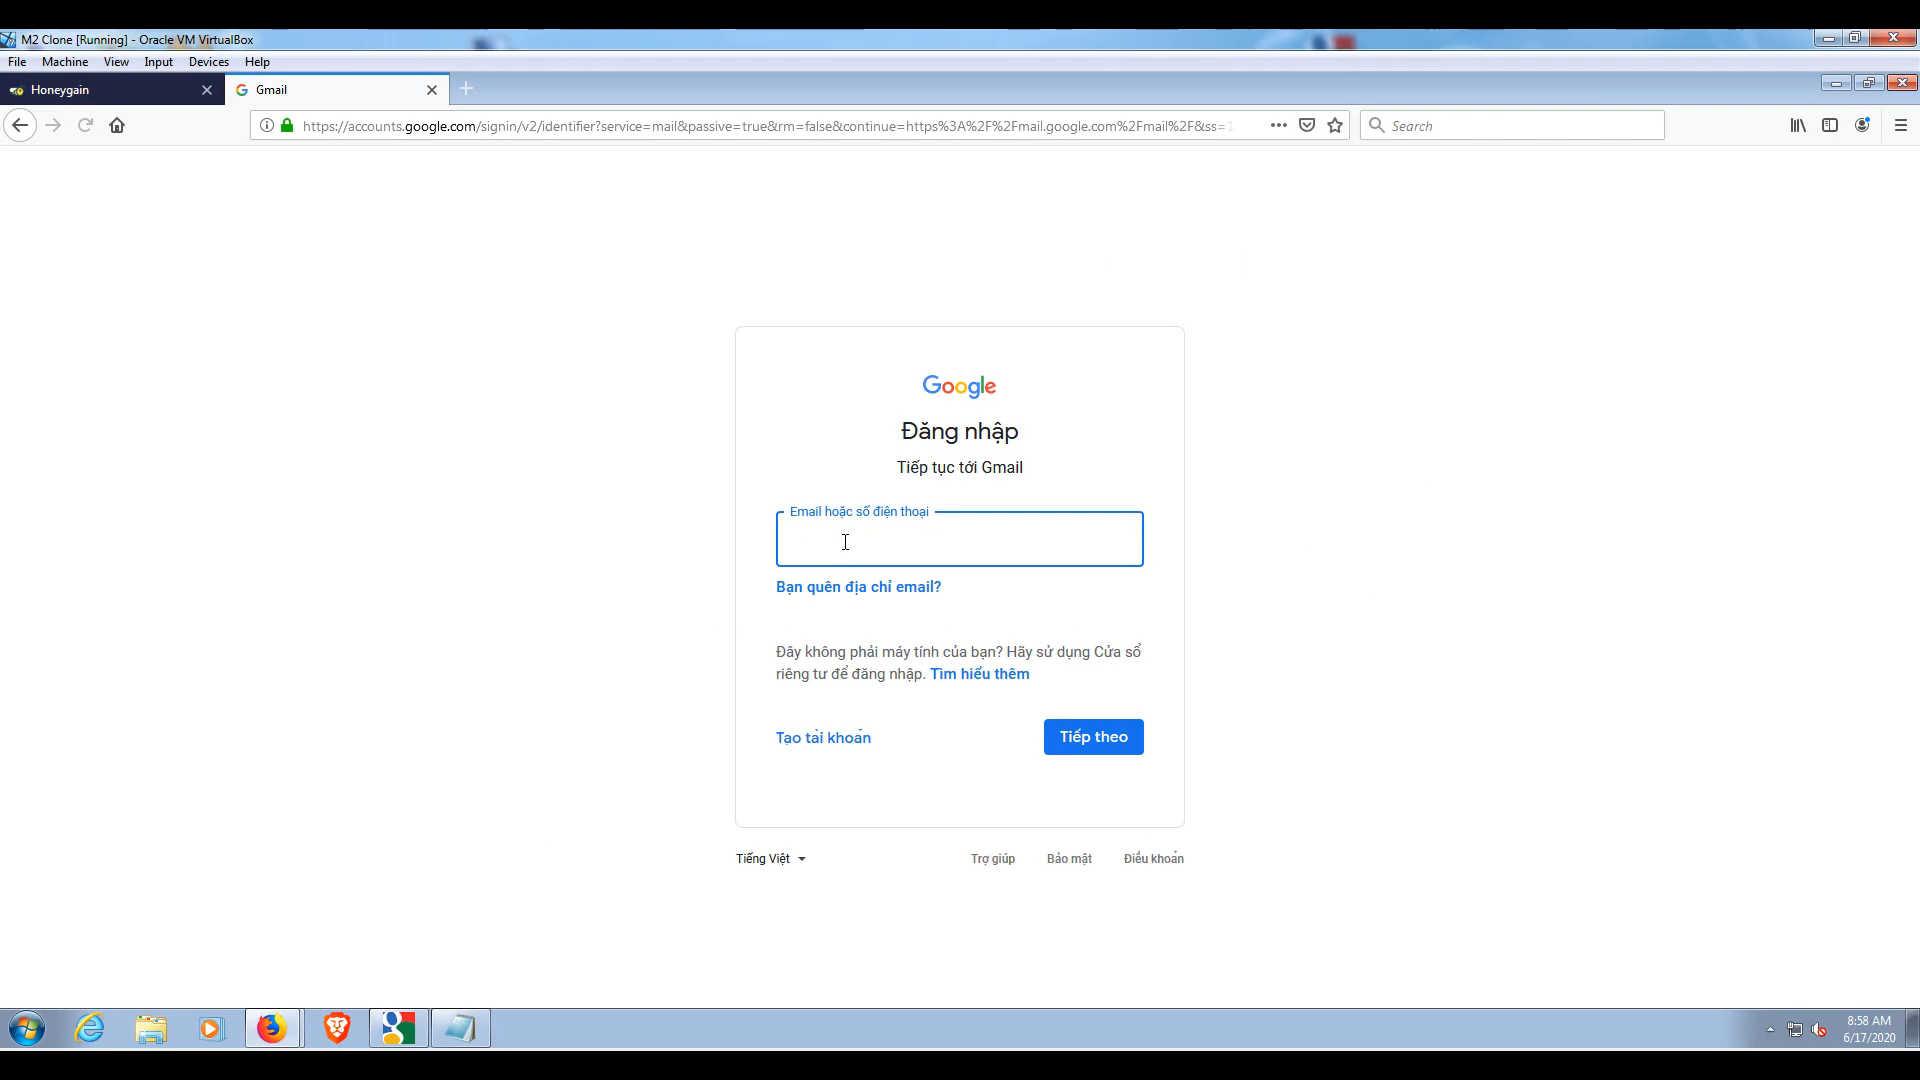 M2 Clone [Running] - Oracle VM VirtualBox
File Machine View Input Devices Help
Honeygain
Gmail
https://accounts.google.com/signin/v2/identifier?service=mail&passive=true&rm=false&continue=https%3A%2F%2Fmail.google.com%2Fmail%2F&ss=
Search
Google
Đăng nhập
Tiếp tục tới Gmail
Email hoặc số điện thoại
Bạn quên địa chỉ email?
Đây không phải máy tính của bạn? Hãy sử dụng Cửa sổ
riêng tư để đăng nhập. Tìm hiểu thêm
Tạo tài khoản
Tiếp theo
Tiếng Việt
Trợ giúp Bảo mật Điều khoản
8:58 AM
6/17/2020